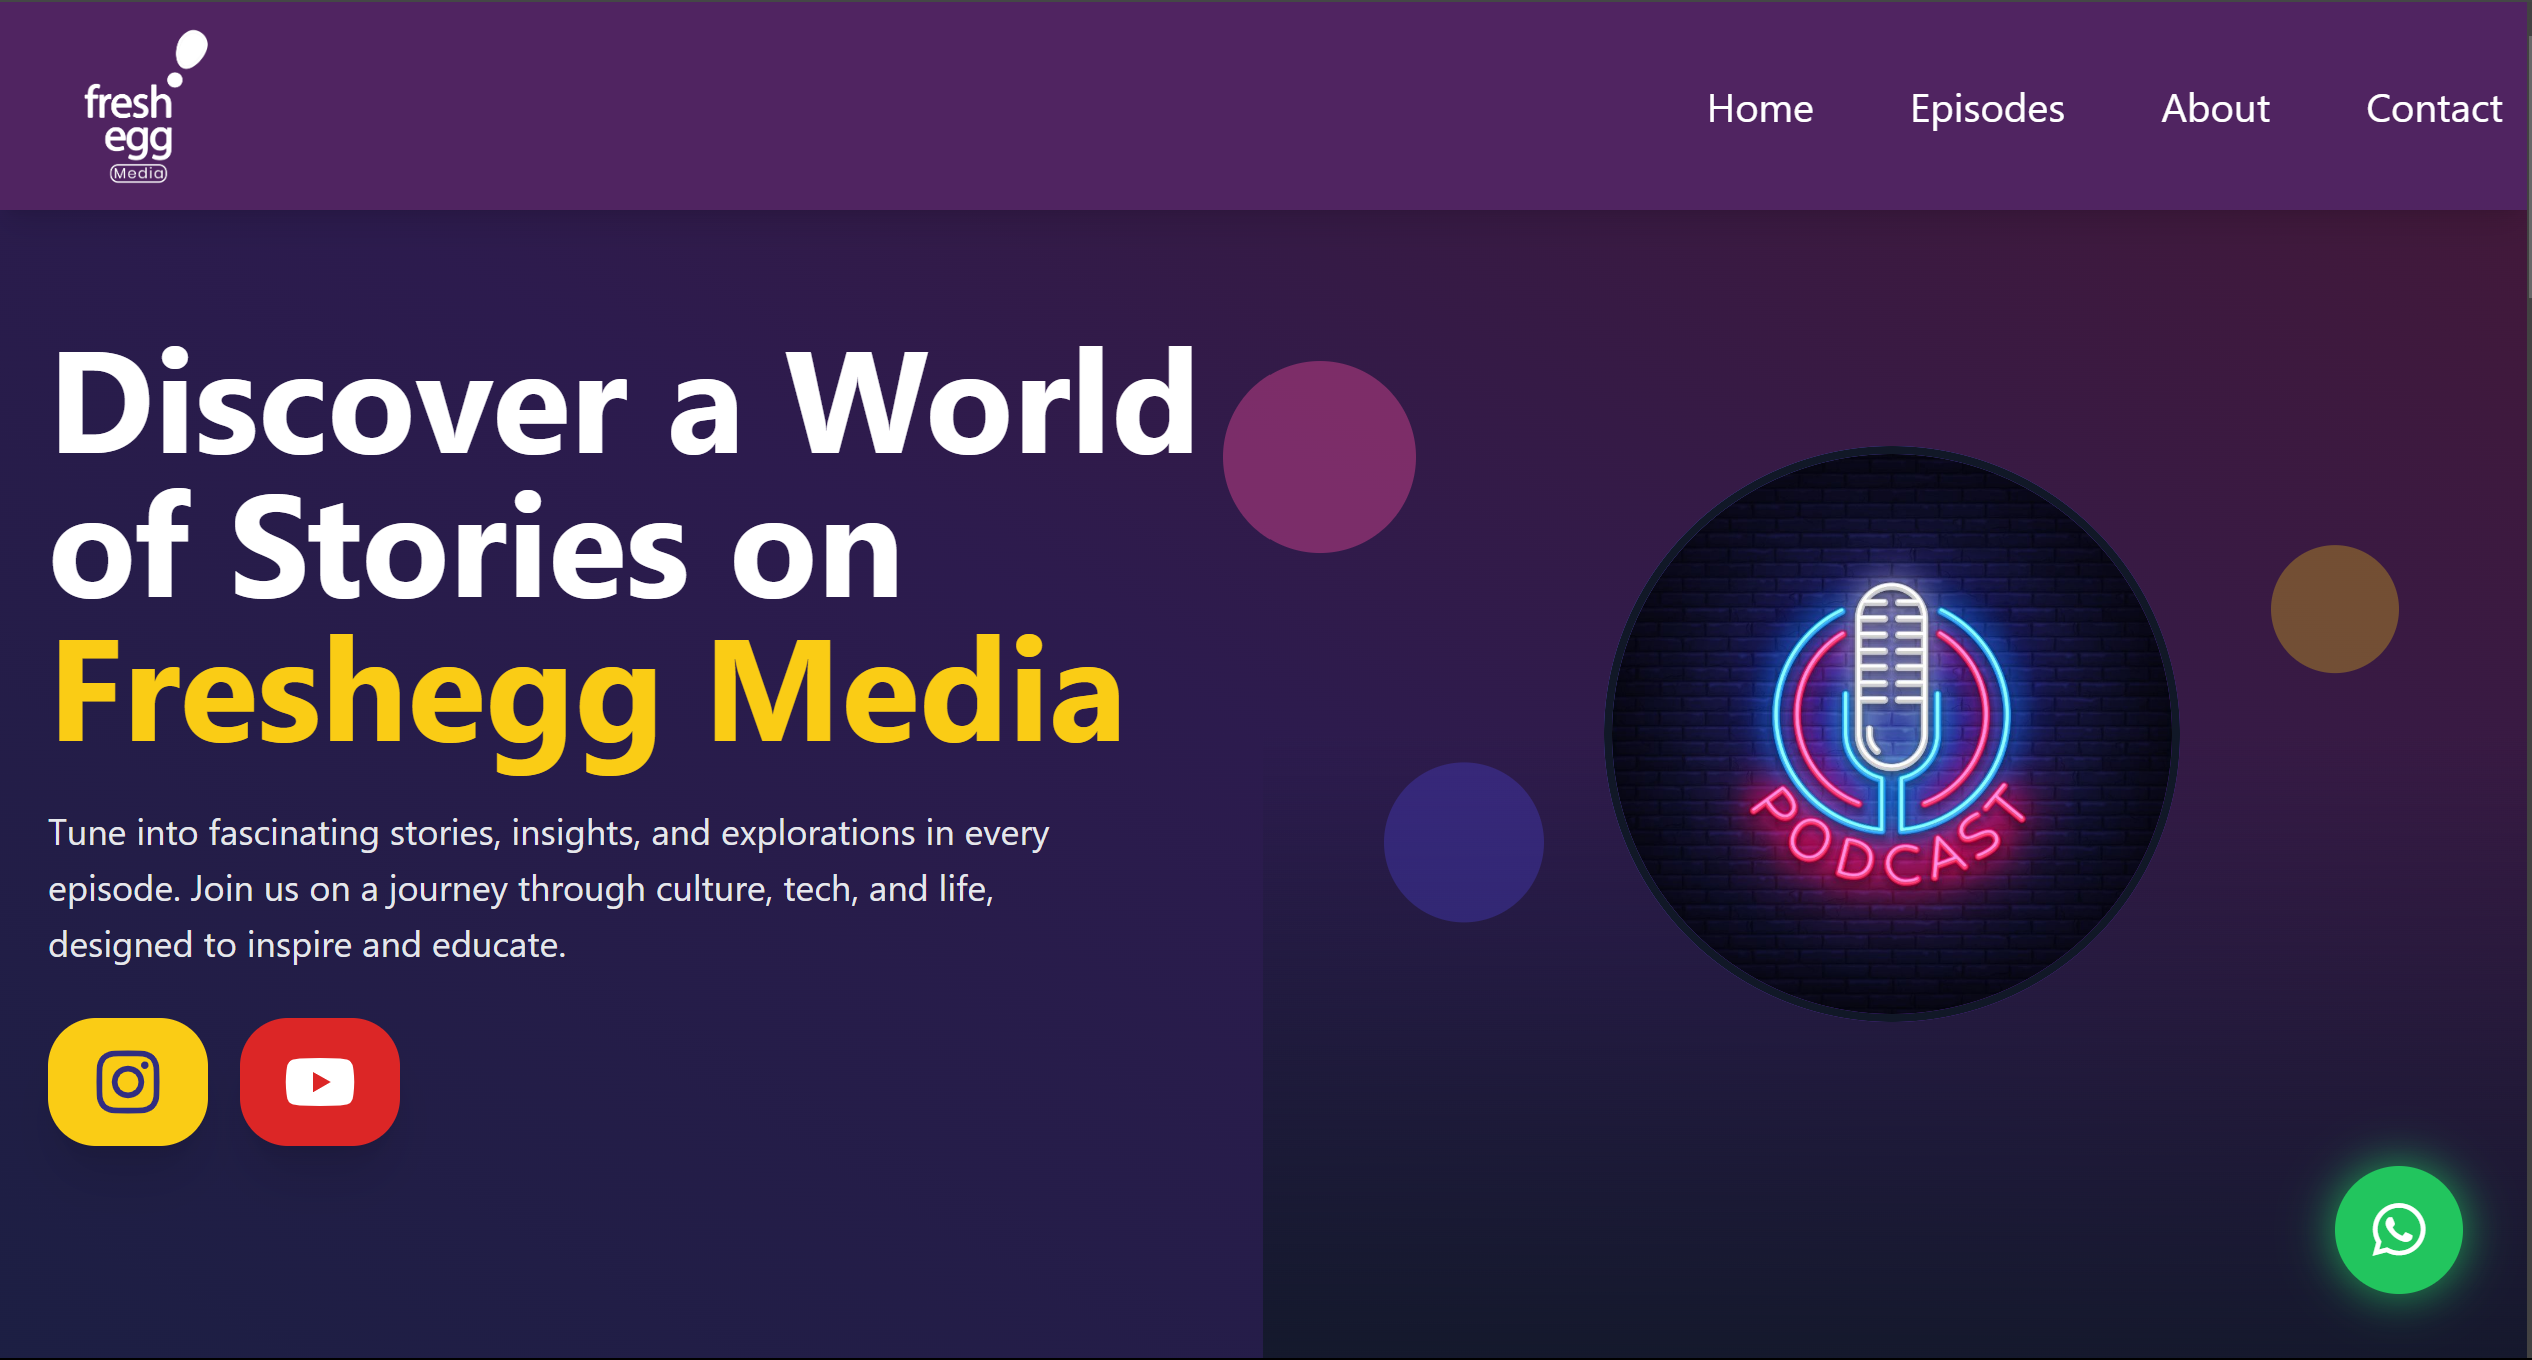 fresh
egg
Media
Home Episodes About Contact
Discover a World
of Stories on
Freshegg Media
Tune into fascinating stories, insights, and explorations in every
episode. Join us on a journey through culture, tech, and life,
designed to inspire and educate.
PODCAST